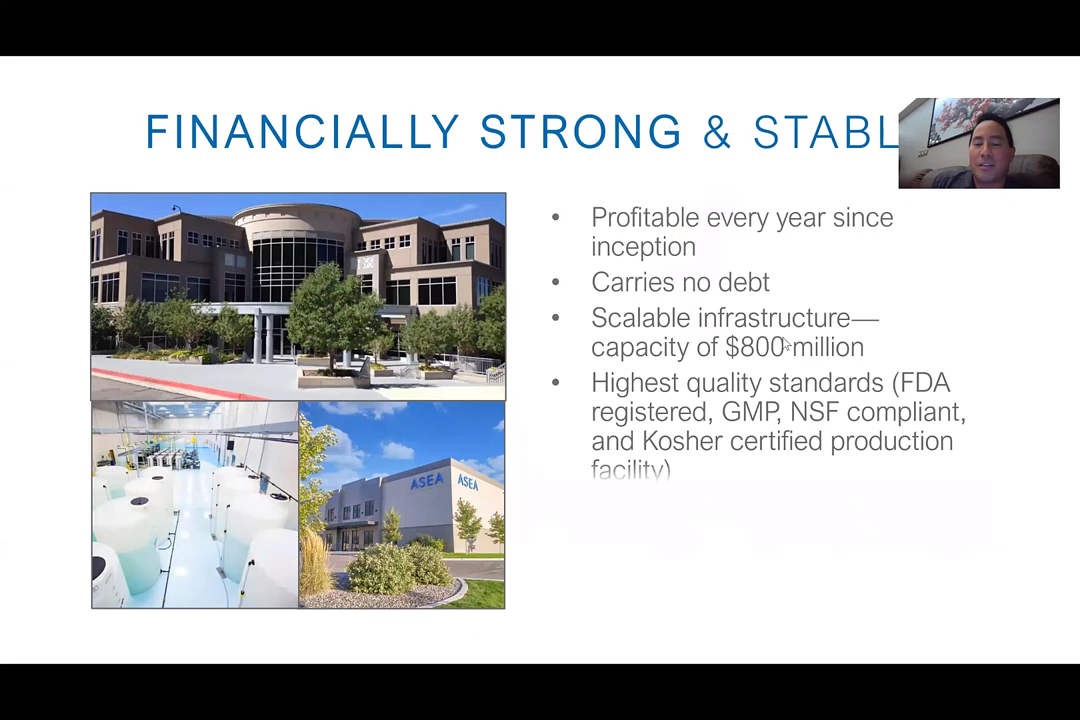 FINANCIALLY STRONG & STABL
• Profitable every year since
inception
• Carries no debt
• Scalable infrastructure—
capacity of $800 million
• Highest quality standards (FDA
registered, GMP, NSF compliant,
and Kosher certified production
facility)
ASEA ASEA